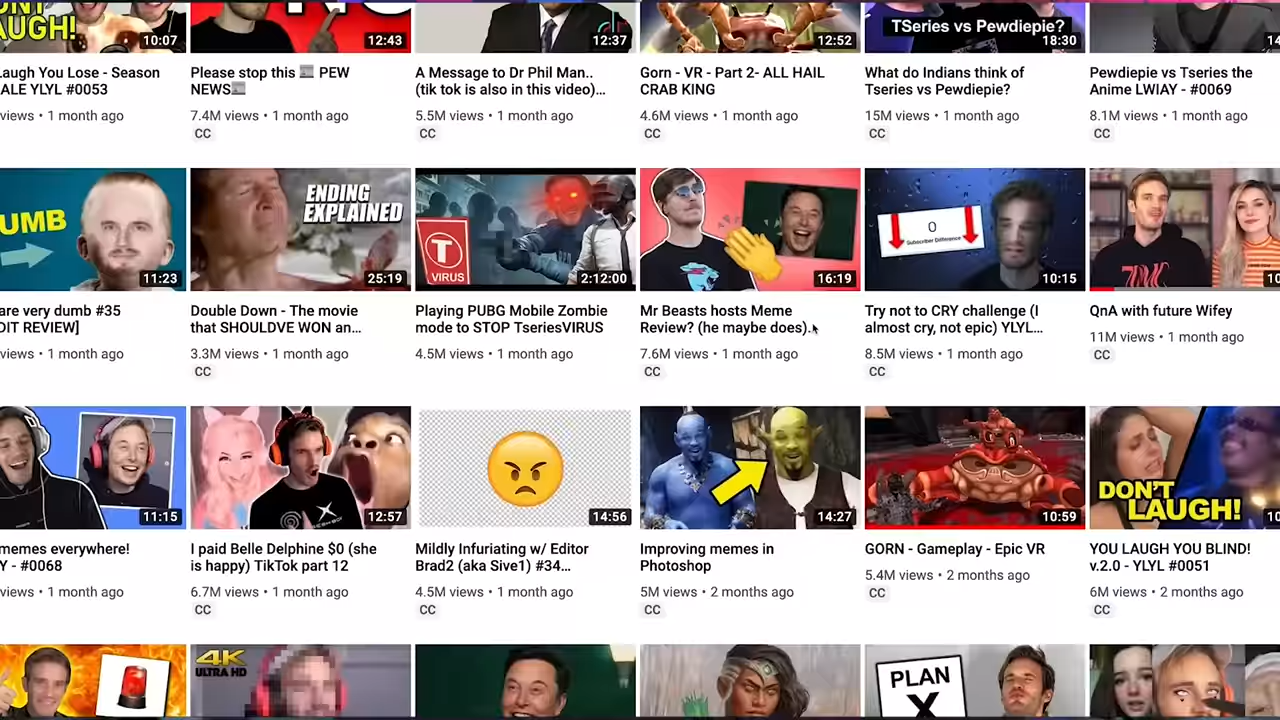 AUGH!
10:07
12:43
12:37
12:52
TSeries vs Pewdiepie?
18:30
14
Laugh You Lose - Season
ALE YLYL #0053
views • 1 month ago
Please stop this PEW
NEWS
7.4M views • 1 month ago
CC
A Message to Dr Phil Man..
(tik tok is also in this video)...
5.5M views • 1 month ago
CC
Gorn - VR - Part 2- ALL HAIL
CRAB KING
4.6M views • 1 month ago
CC
What do Indians think of
Tseries vs Pewdiepie?
15M views • 1 month ago
CC
Pewdiepie vs Tseries the
Anime LWIAY - #0069
8.1M views • 1 month ago
CC
UMB
11:23
ENDING
EXPLAINED
25:19
T
VIRUS
2:12:00
16:19
0
Subscriber Difference
10:15
10
are very dumb #35
DIT REVIEW]
views • 1 month ago
Double Down - The movie
that SHOULDVE WON an...
3.3M views • 1 month ago
CC
Playing PUBG Mobile Zombie
mode to STOP TseriesVIRUS
4.5M views • 1 month ago
Mr Beasts hosts Meme
Review? (he maybe does)..
7.6M views • 1 month ago
CC
Try not to CRY challenge (I
almost cry, not epic) YLYL...
8.5M views • 1 month ago
CC
QnA with future Wifey
11M views • 1 month ago
CC
11:15
12:57
14:56
14:27
10:59
DON'T
LAUGH!
10
memes everywhere!
Y - #0068
views • 1 month ago
I paid Belle Delphine $0 (she
is happy) TikTok part 12
6.7M views • 1 month ago
CC
Mildly Infuriating w/ Editor
Brad2 (aka Sive1) #34...
4.5M views • 1 month ago
CC
Improving memes in
Photoshop
5M views • 2 months ago
CC
GORN - Gameplay - Epic VR
5.4M views • 2 months ago
CC
YOU LAUGH YOU BLIND!
v.2.0 - YLYL #0051
6M views • 2 months ago
CC
4K
ULTRA HD
PLAN
X